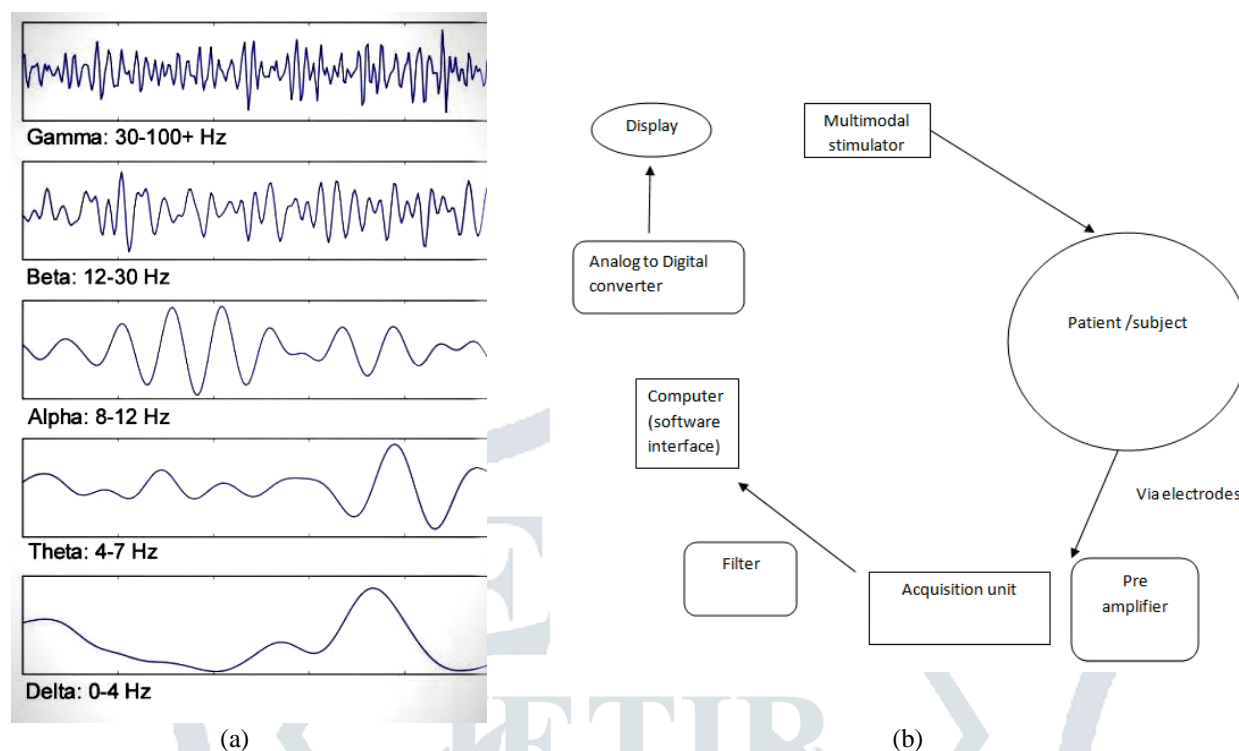 Gamma: 30-100+ Hz
Beta: 12-30 Hz
Alpha: 8-12 Hz
Theta: 4-7 Hz
Delta: 0-4 Hz
(a)
Display
Multimodal
stimulator
Analog to Digital
converter
Patient /subject
Computer
(software
interface)
Via electrodes
Filter
Acquisition unit
Pre
amplifier
(b)
JETIR